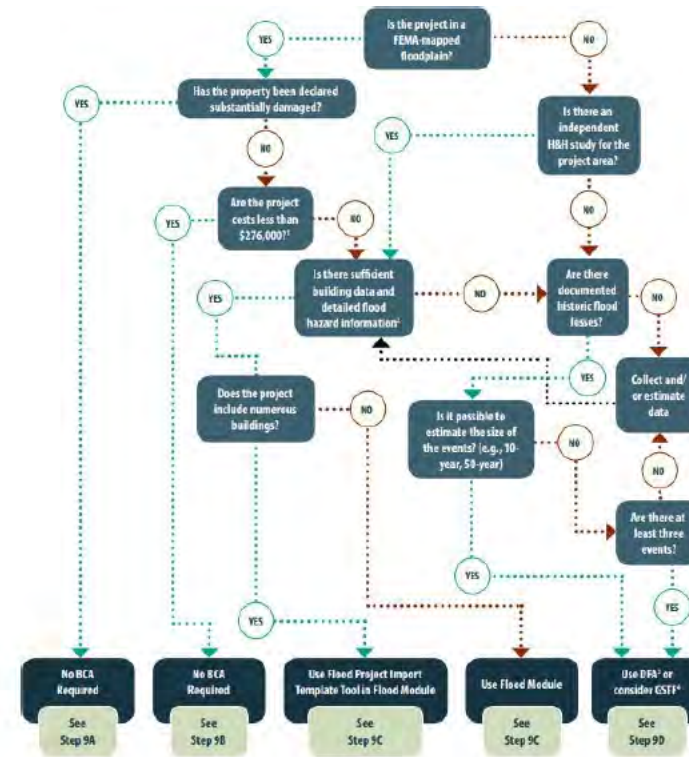 Is the project in a
FEMA-mapped
floodplain?
YES
NO
Has the property been declared
substantially damaged?
YES
Is there an
independent
H&H study for the
project area?
YES
NO
Are the project
costs less than
$276,000?¹
YES
NO
NO
Is there sufficient
building data and
detailed flood
hazard information²
YES
NO
Are there
documented
historic flood
losses?
NO
YES
Does the project
include numerous
buildings?
NO
Is it possible to
estimate the size of
the events? (e.g., 10-
year, 50-year)
NO
Collect and/
or estimate
data
NO
Are there at
least three
events?
YES
YES
YES
No BCA
Required
No BCA
Required
Use Flood Project Import
Template Tool in Flood Module
Use Flood Module
Use DFA³ or
consider GSTF⁴
See
Step 9A
See
Step 9B
See
Step 9C
See
Step 9C
See
Step 9D